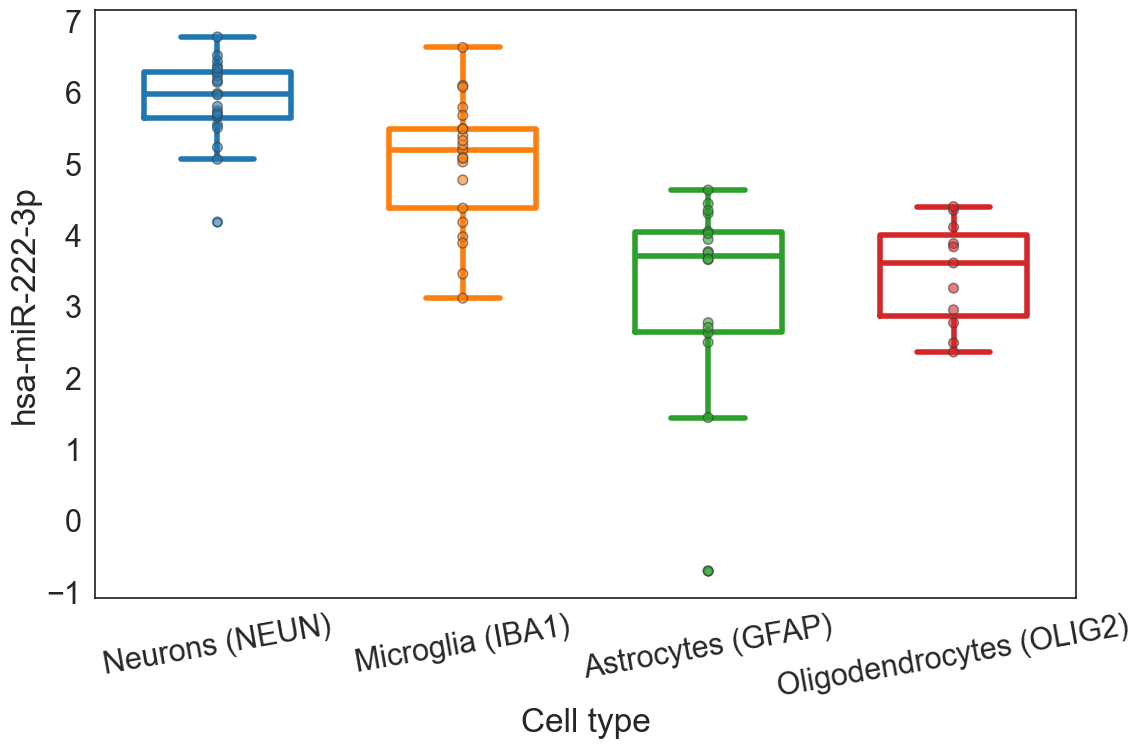 hsa-miR-222-3p
7
6
5
4
3
2
1
0
−1
Neurons (NEUN)
Microglia (IBA1)
Astrocytes (GFAP)
Oligodendrocytes (OLIG2)
Cell type